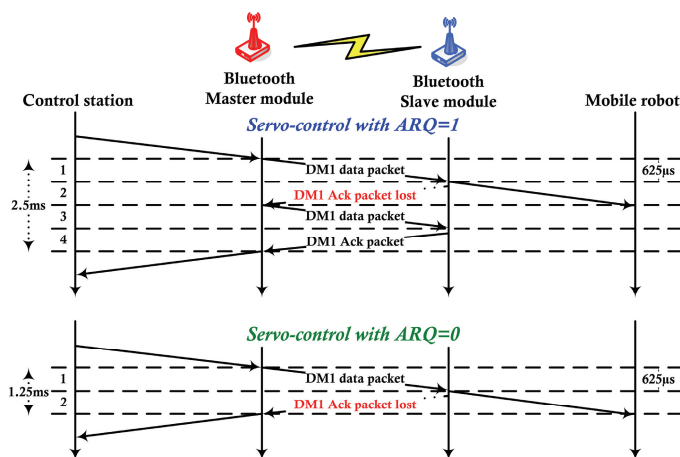 Bluetooth
Master module
Bluetooth
Slave module
Control station
Mobile robot
Servo-control with ARQ=1
1
DM1 data packet
625µs
2
DM1 Ack packet lost
2.5ms
3
DM1 data packet
4
DM1 Ack packet
Servo-control with ARQ=0
1
DM1 data packet
625µs
1.25ms
2
DM1 Ack packet lost